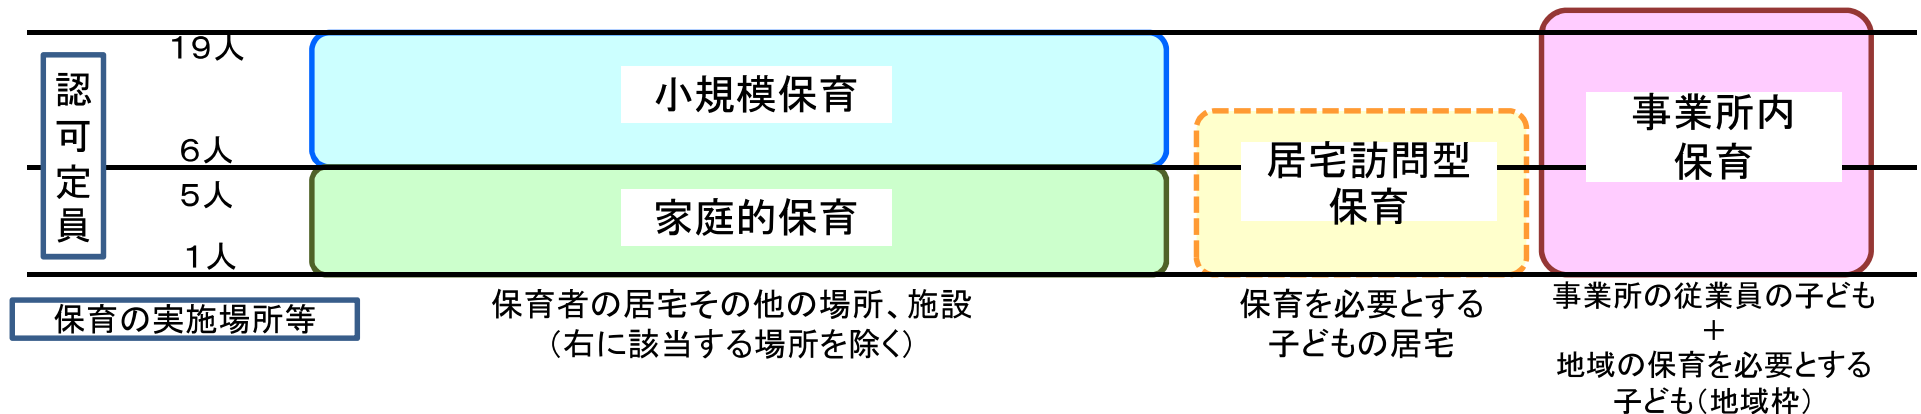 認可定員
19人
6人
5人
1人
小規模保育
家庭的保育
居宅訪問型
保育
事業所内
保育
保育の実施場所等
保育者の居宅その他の場所、施設
（右に該当する場所を除く）
保育を必要とする
子どもの居宅
事業所の従業員の子ども
＋
地域の保育を必要とする
子ども（地域枠）